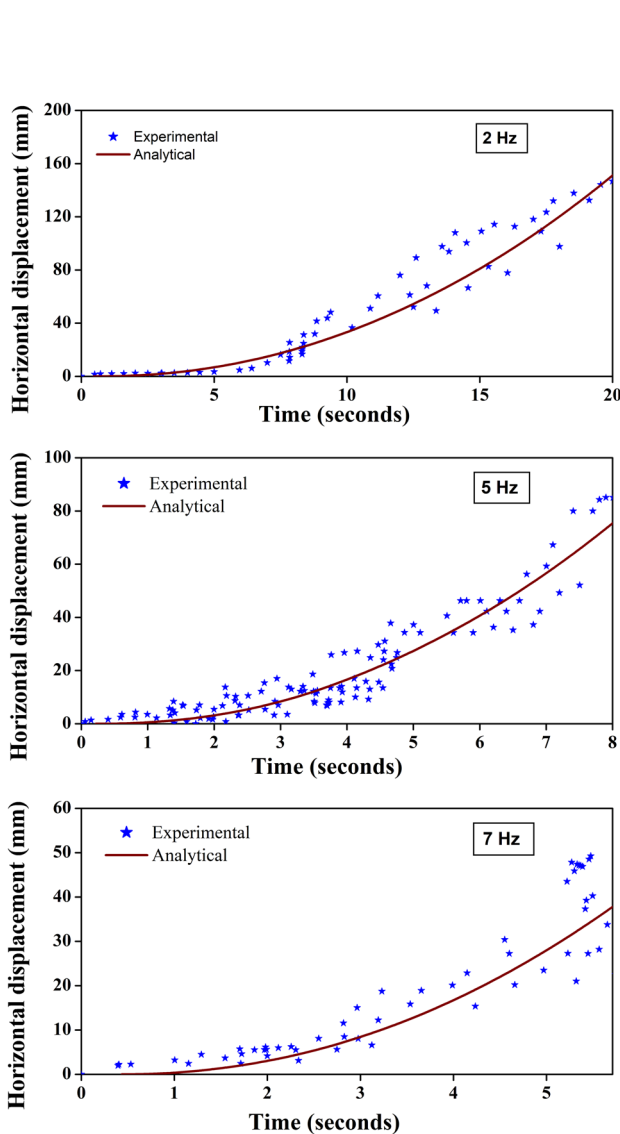 200
Experimental
2 Hz
Analytical
160
120
80
40
0
Horizontal displacement (mm)
0 5 10 15 20
Time (seconds)
100
Experimental
5 Hz
Analytical
80
60
40
20
0
Horizontal displacement (mm)
0 1 2 3 4 5 6 7 8
Time (seconds)
60
Experimental
7 Hz
Analytical
50
40
30
20
10
0
Horizontal displacement (mm)
0 1 2 3 4 5
Time (seconds)